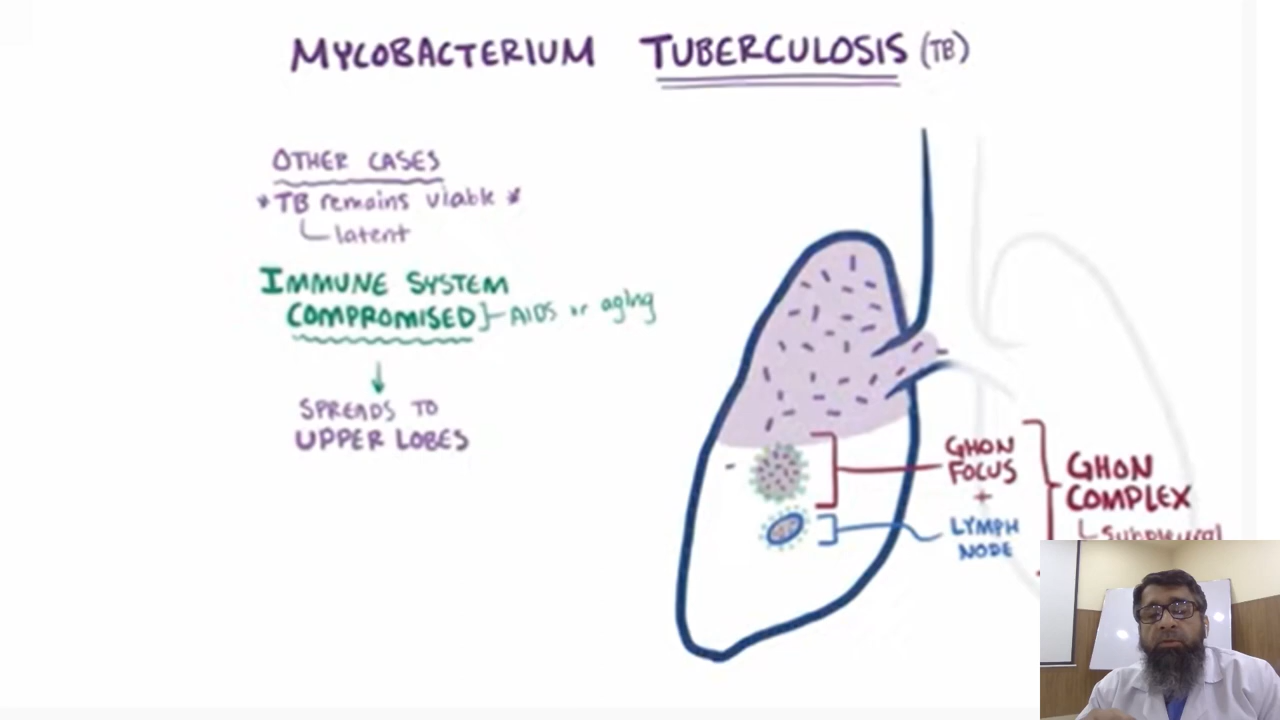 MYCOBACTERIUM TUBERCULOSIS (TB)
OTHER CASES
* TB remains viable *
latent
IMMUNE SYSTEM
COMPROMISED - AIDS or aging
SPREADS TO
UPPER LOBES
GHON
FOCUS
+
LYMPH
NODE
GHON
COMPLEX
Subpleural